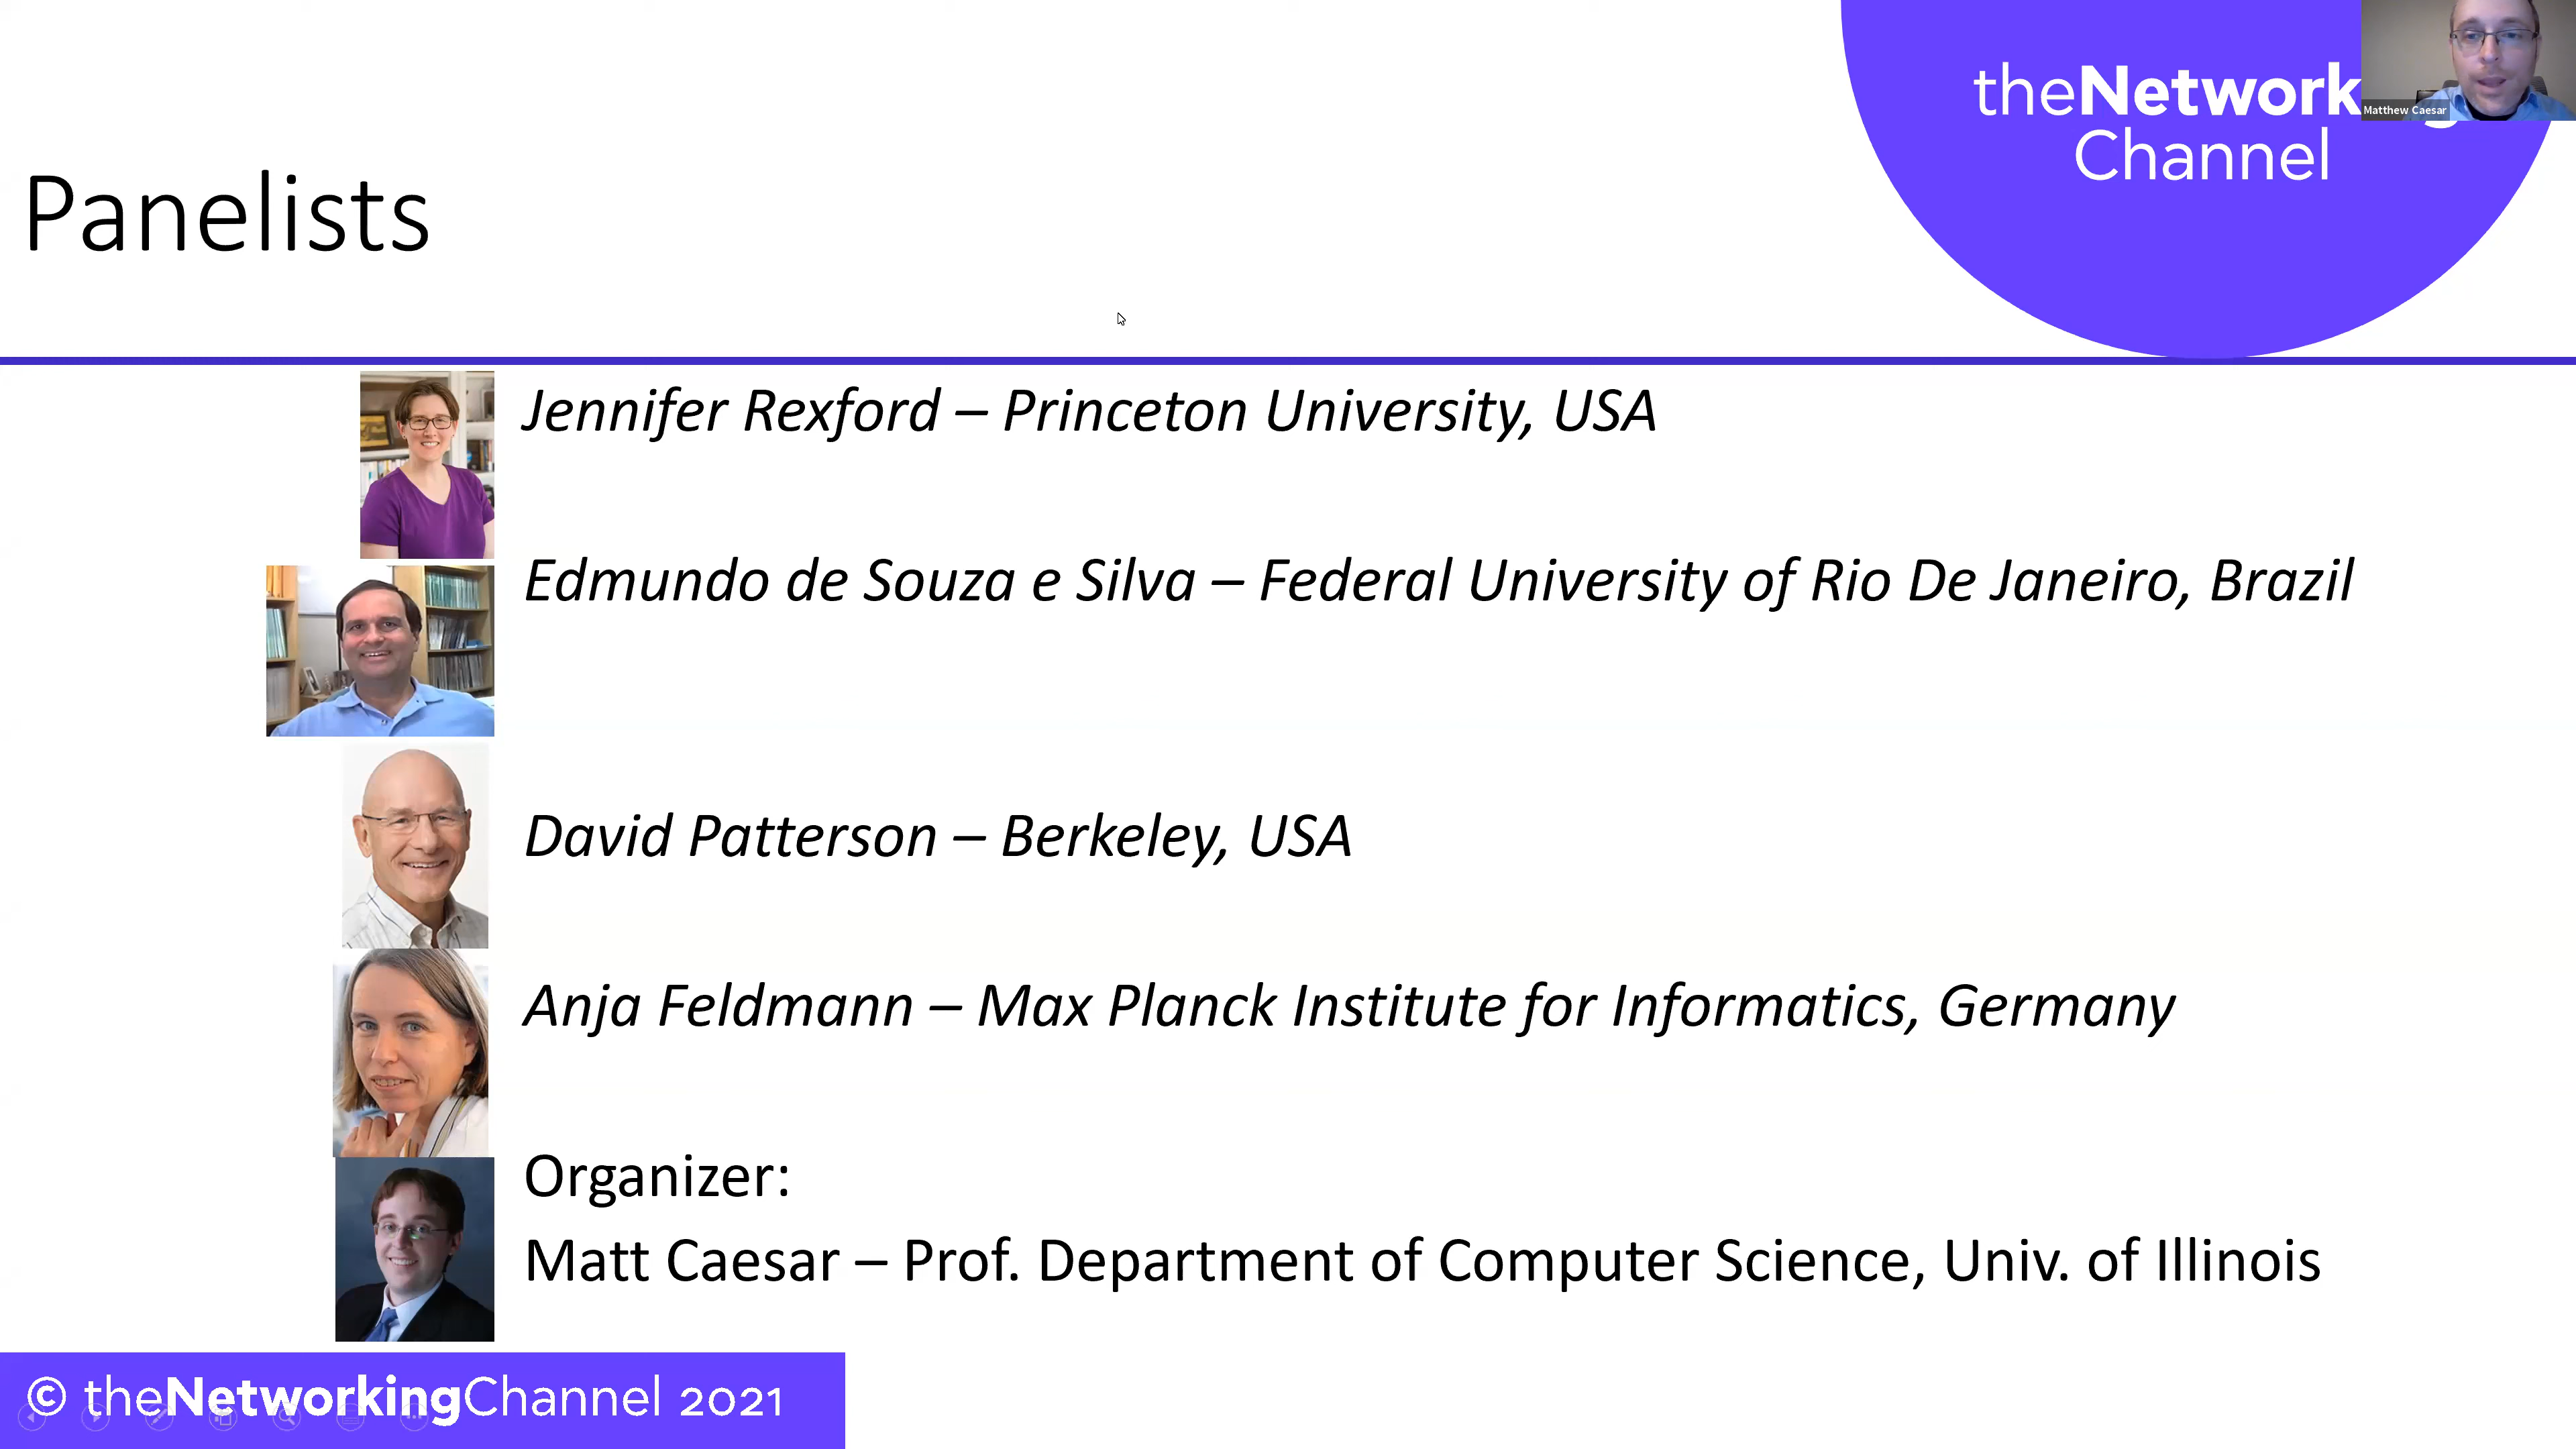 theNetworking
Channel
Matthew Caesar
Panelists
Jennifer Rexford – Princeton University, USA
Edmundo de Souza e Silva – Federal University of Rio De Janeiro, Brazil
David Patterson – Berkeley, USA
Anja Feldmann – Max Planck Institute for Informatics, Germany
Organizer:
Matt Caesar – Prof. Department of Computer Science, Univ. of Illinois
© theNetworkingChannel 2021